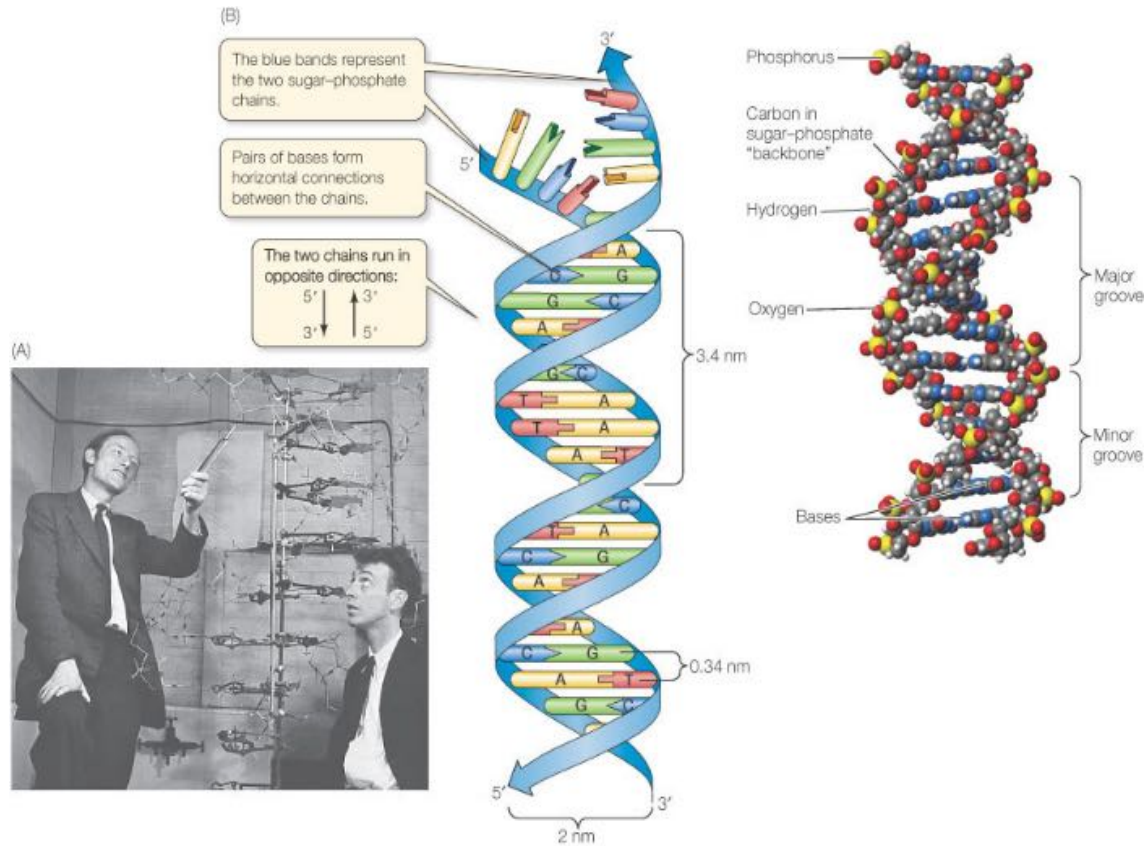 (B)
The blue bands represent
the two sugar–phosphate
chains.
Pairs of bases form
horizontal connections
between the chains.
The two chains run in
opposite directions:
5′ 3′
3′ 5′
(A)
3′
5′
A
C G
G C
A
G C
T A
T A
A T
C
T A
C G
A
A
C G
A T
G C
5′
3′
2 nm
3.4 nm
0.34 nm
Phosphorus
Carbon in
sugar–phosphate
“backbone”
Hydrogen
Oxygen
Bases
Major
groove
Minor
groove